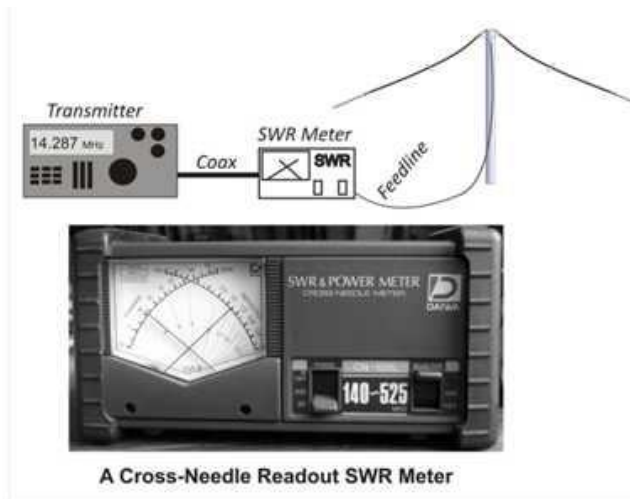 Transmitter
14.287 MHz
SWR Meter
SWR
Coax
Feedline
SWR & POWER METER
CROSS-NEEDLE METER
DAIWA
140-525
A Cross-Needle Readout SWR Meter